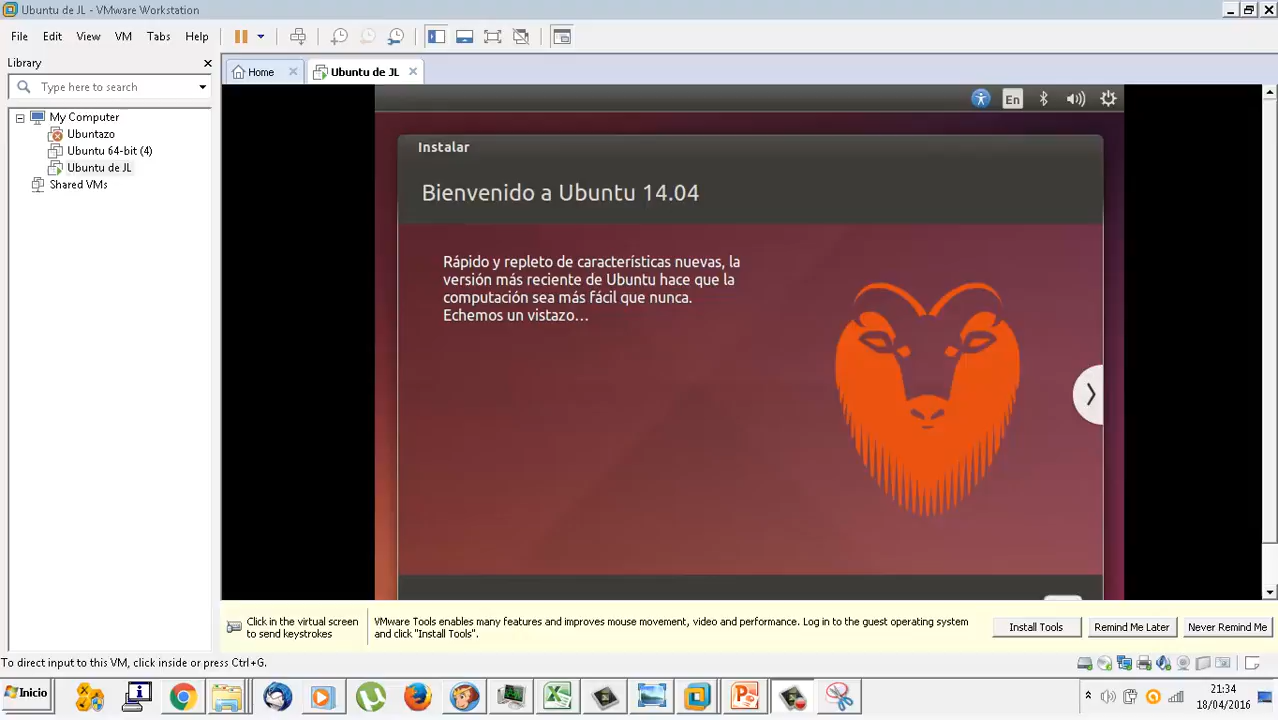 Ubuntu de JL - VMware Workstation
File Edit View VM Tabs Help
Library
Type here to search
My Computer
Ubuntazo
Ubuntu 64-bit (4)
Ubuntu de JL
Shared VMs
Home
Ubuntu de JL
En
Instalar
Bienvenido a Ubuntu 14.04
Rápido y repleto de características nuevas, la
versión más reciente de Ubuntu hace que la
computación sea más fácil que nunca.
Echemos un vistazo...
Click in the virtual screen
to send keystrokes
VMware Tools enables many features and improves mouse movement, video and performance. Log in to the guest operating system
and click "Install Tools".
Install Tools
Remind Me Later
Never Remind Me
To direct input to this VM, click inside or press Ctrl+G.
Inicio
21:34
18/04/2016